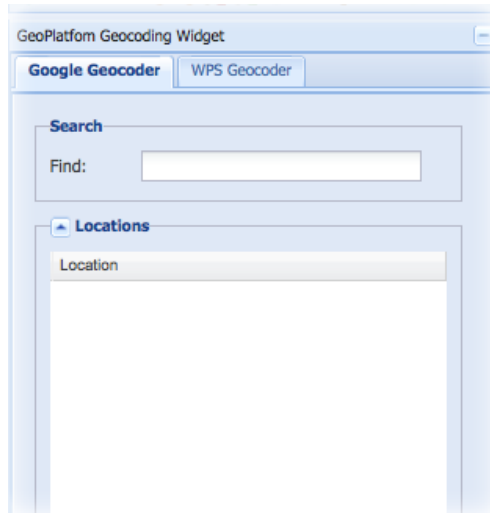 GeoPlatfom Geocoding Widget
Google Geocoder WPS Geocoder
Search
Find:
Locations
Location